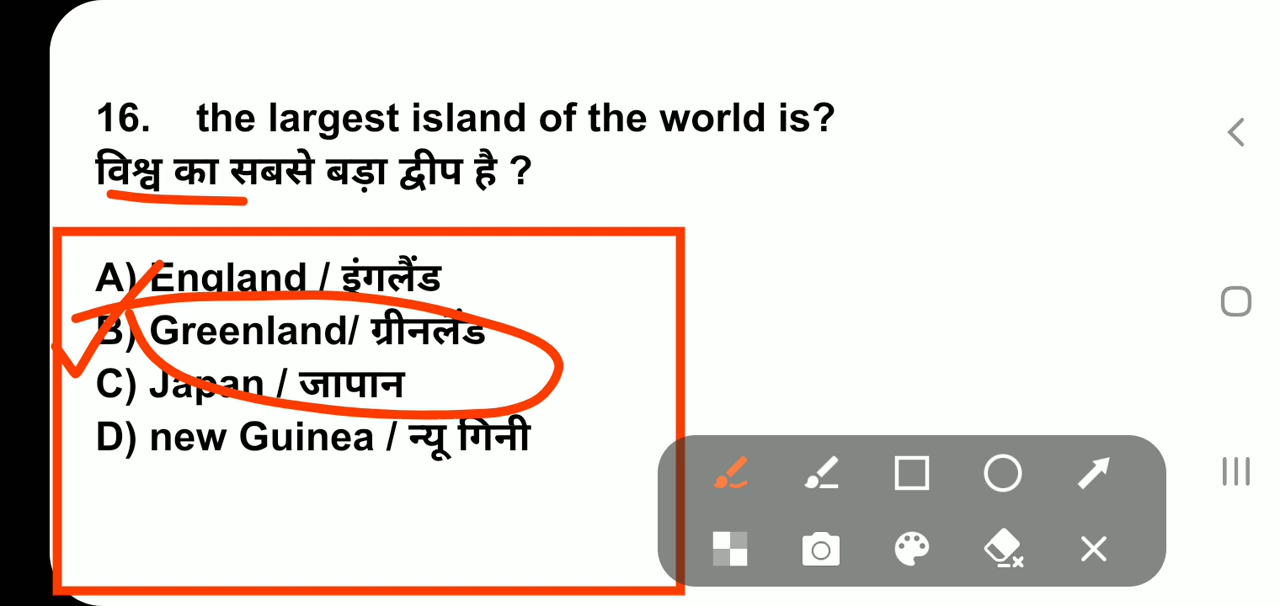 16. the largest island of the world is?
विश्व का सबसे बड़ा द्वीप है ?
A) England / इंगलैंड
B) Greenland/ ग्रीनलैंड
C) Japan / जापान
D) new Guinea / न्यू गिनी